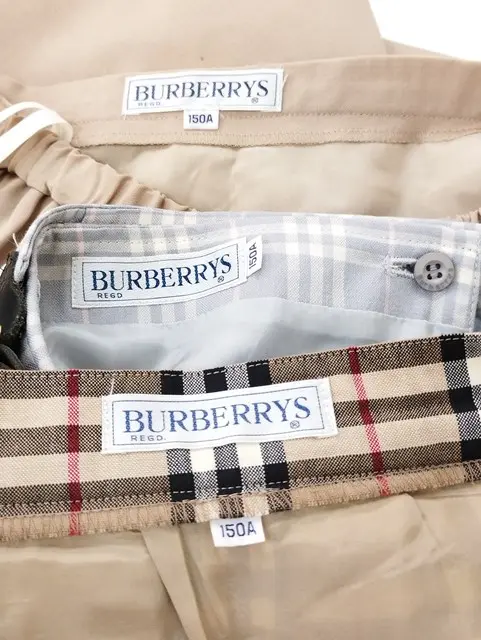 BURBERRYS
REGD. ®
150A
BURBERRYS
REGD ®
150A
BURBERRYS
REGD. ®
150A